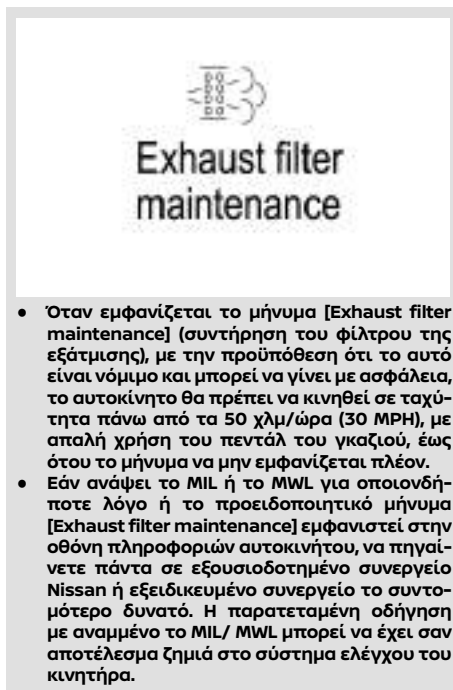 Exhaust filter
maintenance
● Όταν εμφανίζεται το μήνυμα [Exhaust filter
maintenance] (συντήρηση του φίλτρου της
εξάτμισης), με την προϋπόθεση ότι το αυτό
είναι νόμιμο και μπορεί να γίνει με ασφάλεια,
το αυτοκίνητο θα πρέπει να κινηθεί σε ταχύ-
τητα πάνω από τα 50 χλμ/ώρα (30 MPH), με
απαλή χρήση του πεντάλ του γκαζιού, έως
ότου το μήνυμα να μην εμφανίζεται πλέον.
● Εάν ανάψει το MIL ή το MWL για οποιονδή-
ποτε λόγο ή το προειδοποιητικό μήνυμα
[Exhaust filter maintenance] εμφανιστεί στην
οθόνη πληροφοριών αυτοκινήτου, να πηγαί-
νετε πάντα σε εξουσιοδοτημένο συνεργείο
Nissan ή εξειδικευμένο συνεργείο το συντο-
μότερο δυνατό. Η παρατεταμένη οδήγηση
με αναμμένο το MIL/ MWL μπορεί να έχει σαν
αποτέλεσμα ζημιά στο σύστημα ελέγχου του
κινητήρα.